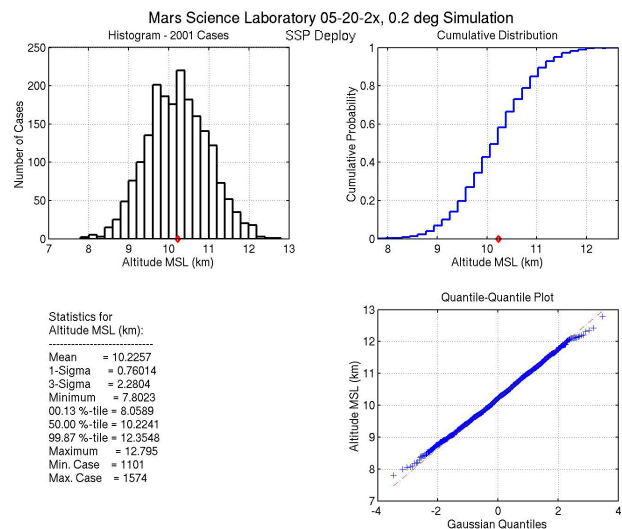 Mars Science Laboratory 05-20-2x, 0.2 deg Simulation
Histogram - 2001 Cases
SSP Deploy
Cumulative Distribution
250
200
150
100
50
0
Number of Cases
7 8 9 10 11 12 13
Altitude MSL (km)
1
0.8
0.6
0.4
0.2
0
Cumulative Probability
8 9 10 11 12
Altitude MSL (km)
Statistics for
Altitude MSL (km):
----------------------------
Mean = 10.2257
1-Sigma = 0.76014
3-Sigma = 2.2804
Minimum = 7.8023
00.13 %-tile = 8.0589
50.00 %-tile = 10.2241
99.87 %-tile = 12.3548
Maximum = 12.795
Min. Case = 1101
Max. Case = 1574
Quantile-Quantile Plot
13
12
11
10
9
8
7
Altitude MSL (km)
-4 -2 0 2 4
Gaussian Quantiles